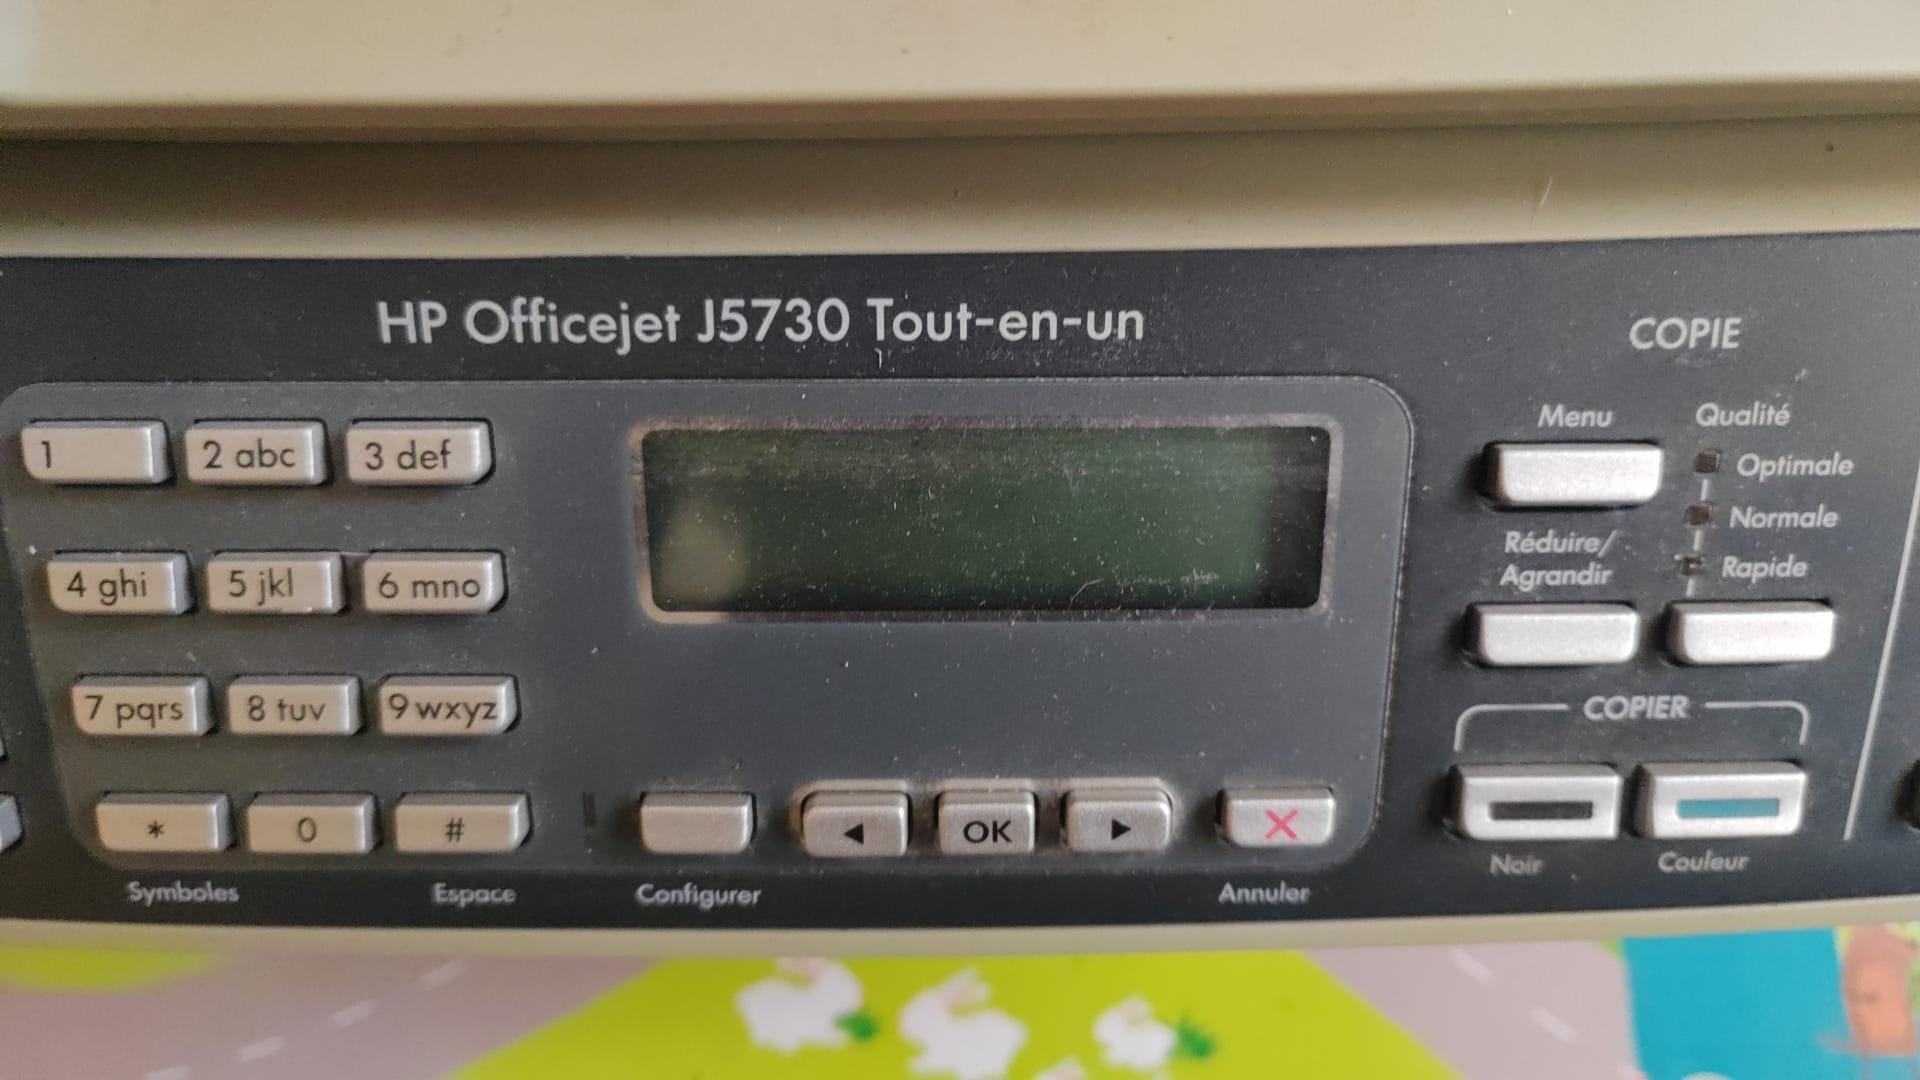 HP Officejet J5730 Tout-en-un
1
2 abc
3 def
4 ghi
5 jkl
6 mno
7 pqrs
8 tuv
9 wxyz
*
0
#
Symboles
Espace
Configurer
◀
OK
▶
Annuler
COPIE
Menu
Qualité
Optimale
Normale
Rapide
Réduire/
Agrandir
COPIER
Noir
Couleur